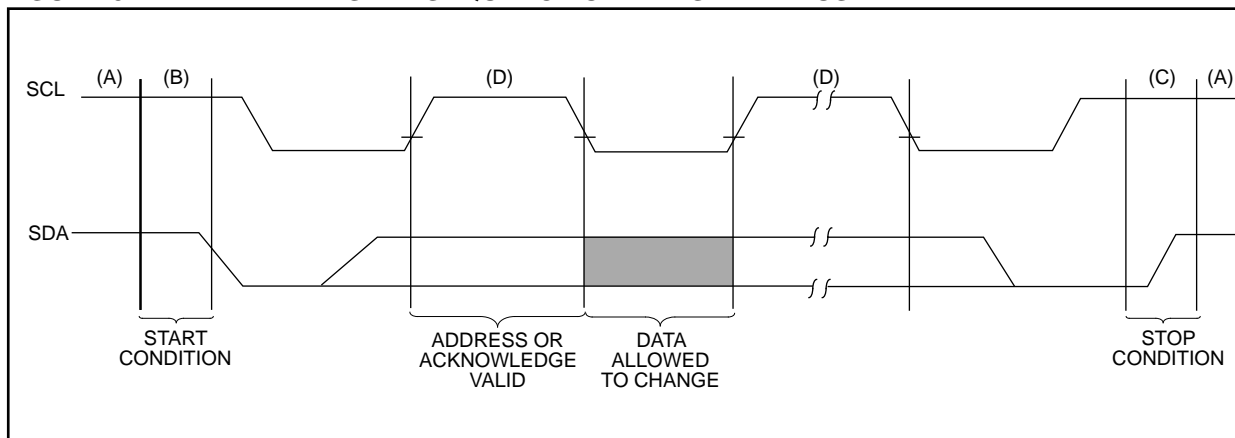 (A) (B) (D) (D) (C) (A)
SCL
SDA
START
CONDITION
ADDRESS OR
ACKNOWLEDGE
VALID
DATA
ALLOWED
TO CHANGE
STOP
CONDITION